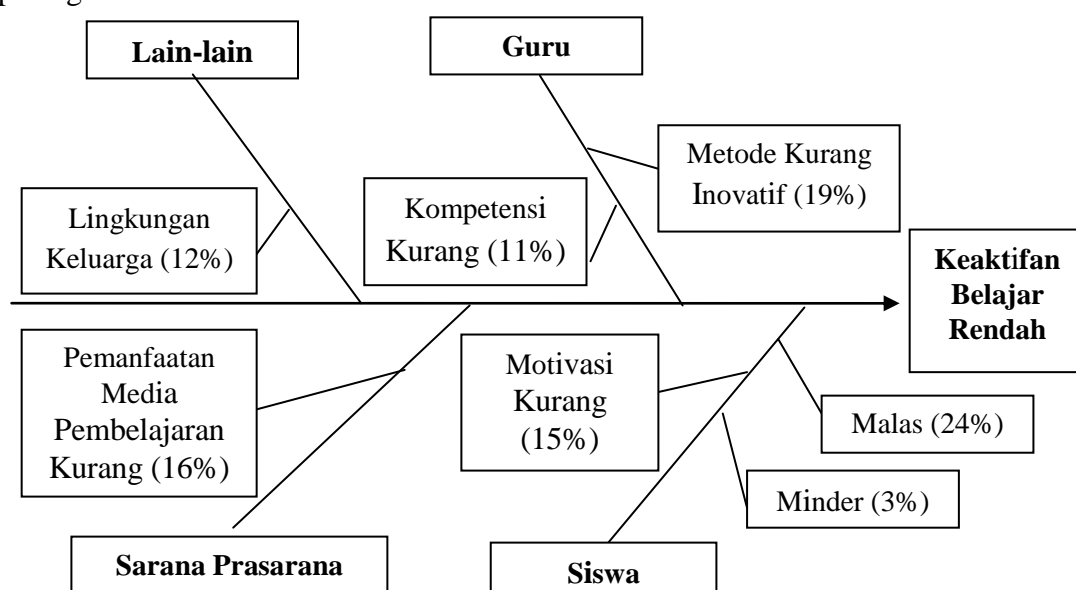 Lain-lain
Guru
Metode Kurang
Inovatif (19%)
Lingkungan
Keluarga (12%)
Kompetensi
Kurang (11%)
Keaktifan
Belajar
Rendah
Pemanfaatan
Media
Pembelajaran
Kurang (16%)
Motivasi
Kurang
(15%)
Malas (24%)
Minder (3%)
Sarana Prasarana
Siswa